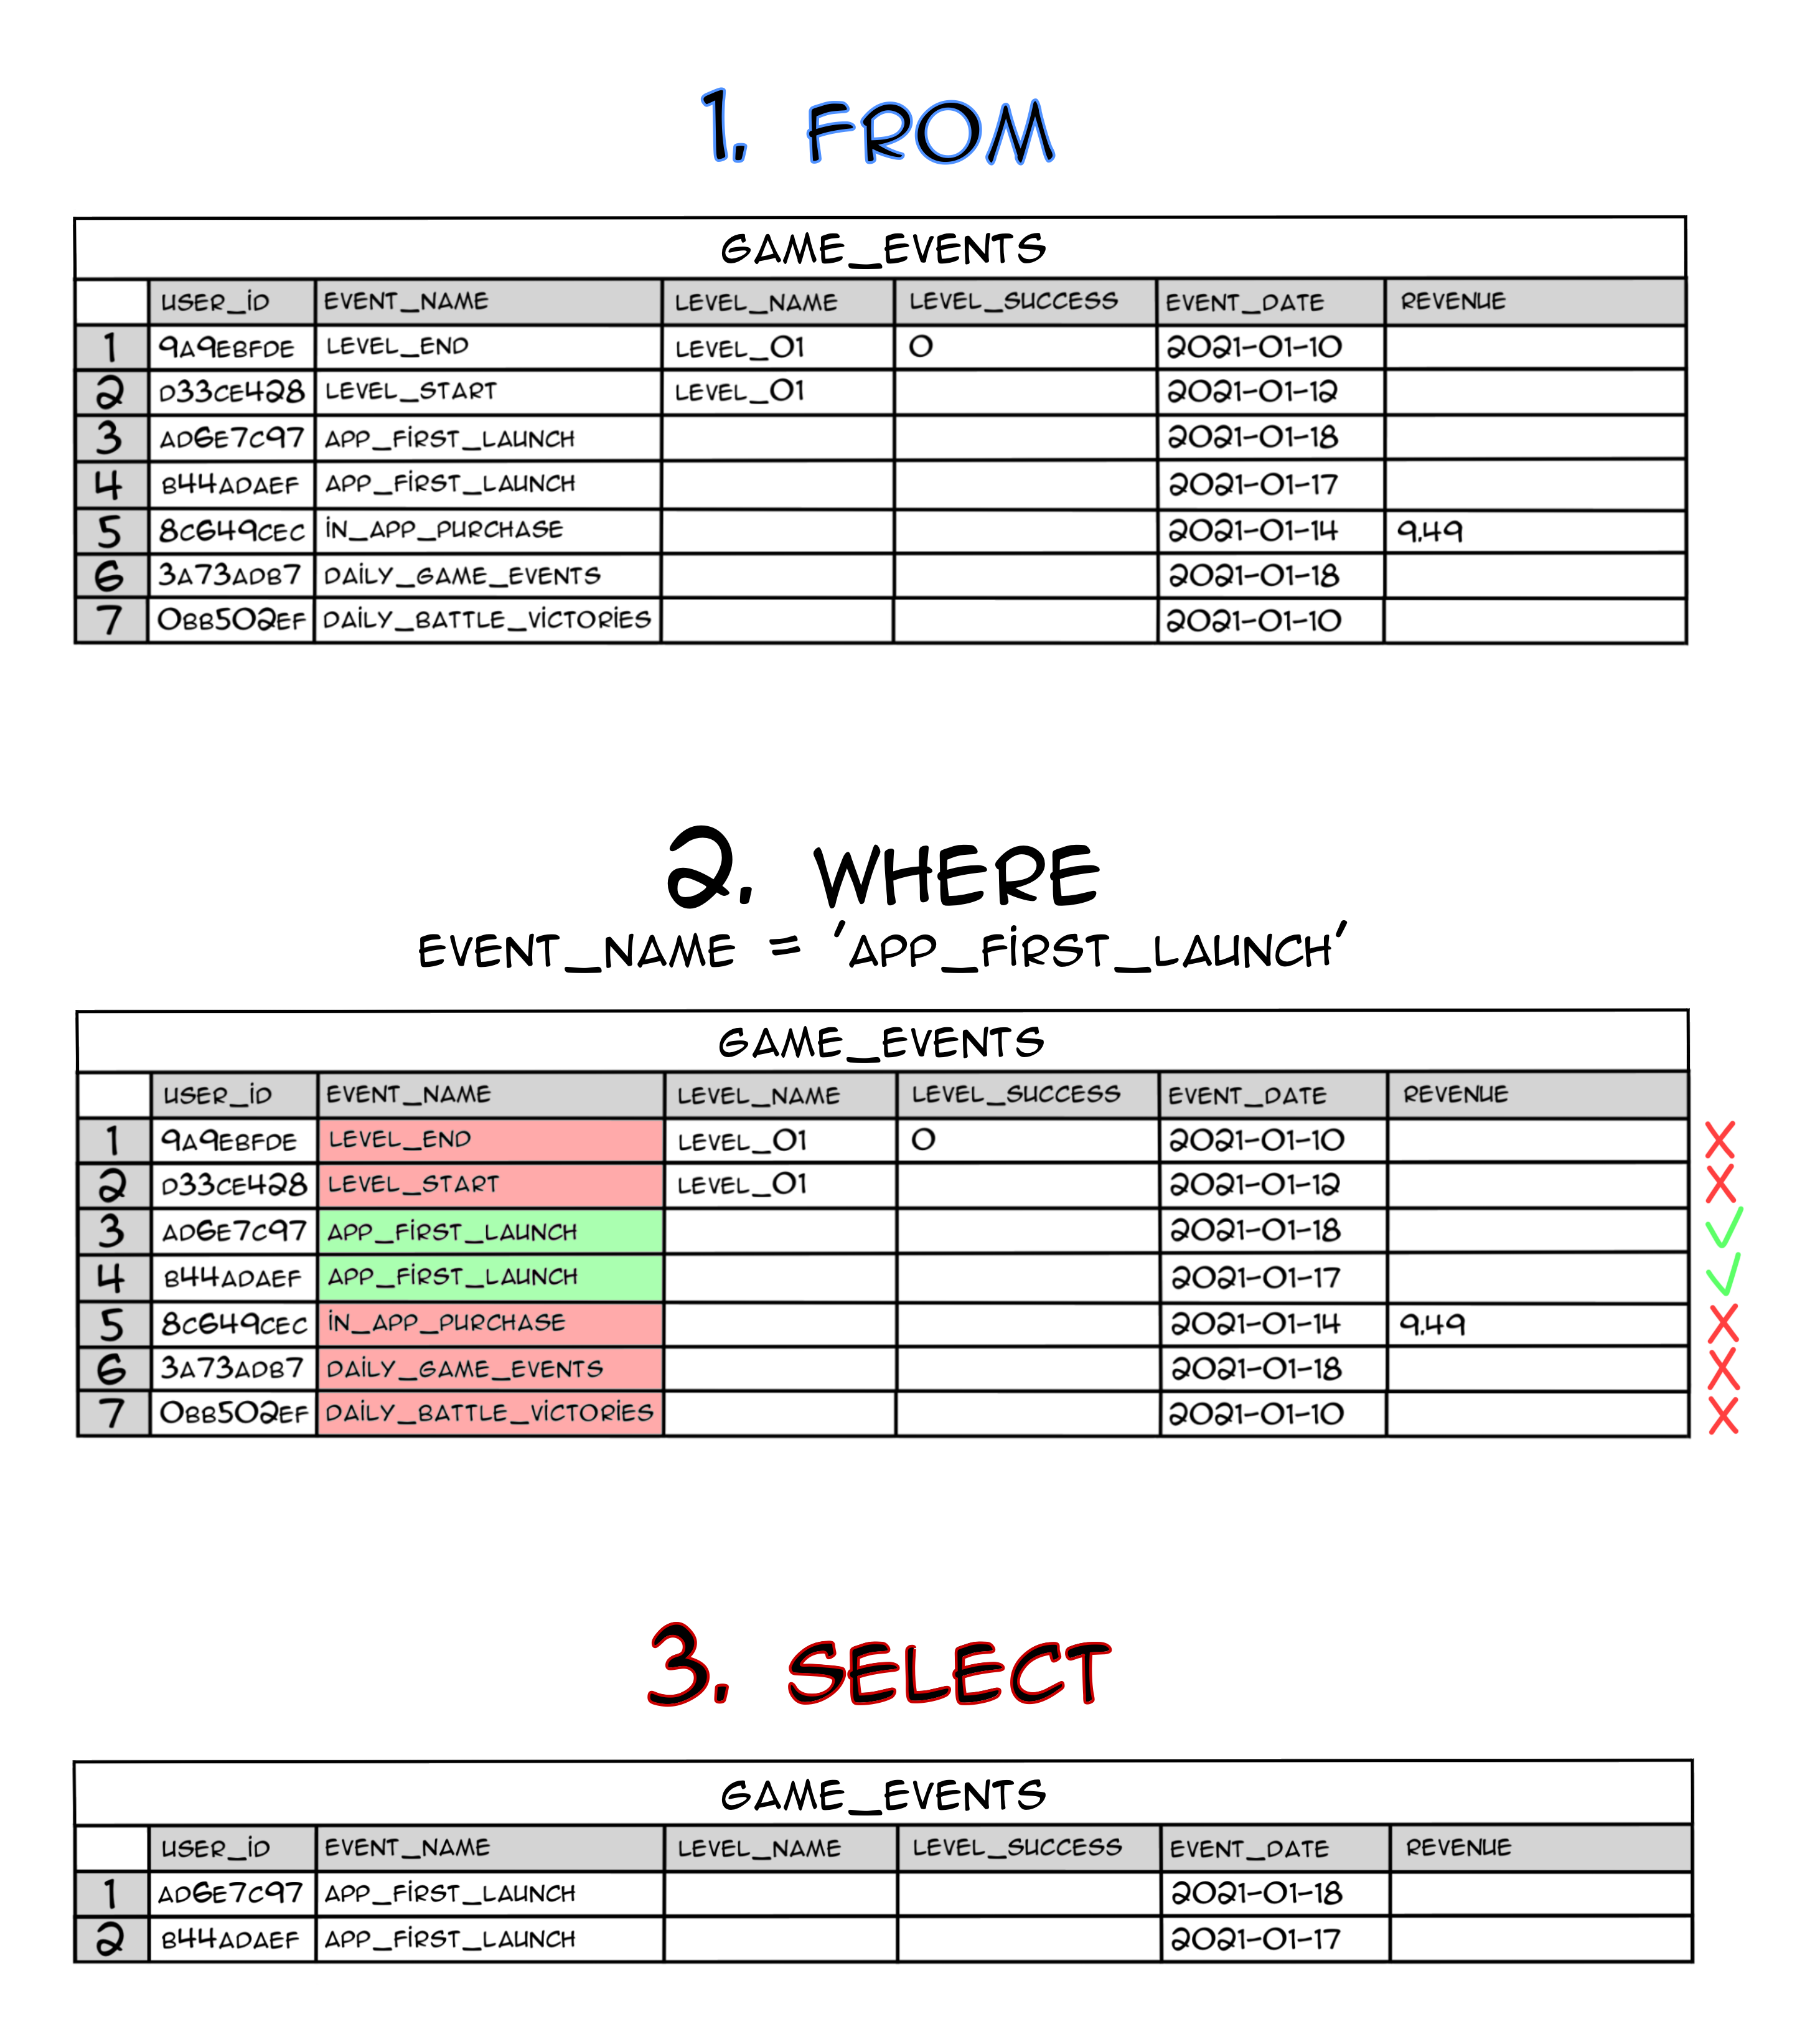 1. FROM
GAME_EVENTS
USER_ID EVENT_NAME LEVEL_NAME LEVEL_SUCCESS EVENT_DATE REVENUE
1 9A9EBFDE LEVEL_END LEVEL_01 0 2021-01-10
2 D33CE428 LEVEL_START LEVEL_01 2021-01-12
3 AD6E7C97 APP_FIRST_LAUNCH 2021-01-18
4 B44ADAEF APP_FIRST_LAUNCH 2021-01-17
5 8C649CEC IN_APP_PURCHASE 2021-01-14 9.49
6 3A73ADB7 DAILY_GAME_EVENTS 2021-01-18
7 0BB502EF DAILY_BATTLE_VICTORIES 2021-01-10
2. WHERE
EVENT_NAME = 'APP_FIRST_LAUNCH'
GAME_EVENTS
USER_ID EVENT_NAME LEVEL_NAME LEVEL_SUCCESS EVENT_DATE REVENUE
1 9A9EBFDE LEVEL_END LEVEL_01 0 2021-01-10
2 D33CE428 LEVEL_START LEVEL_01 2021-01-12
3 AD6E7C97 APP_FIRST_LAUNCH 2021-01-18
4 B44ADAEF APP_FIRST_LAUNCH 2021-01-17
5 8C649CEC IN_APP_PURCHASE 2021-01-14 9.49
6 3A73ADB7 DAILY_GAME_EVENTS 2021-01-18
7 0BB502EF DAILY_BATTLE_VICTORIES 2021-01-10
3. SELECT
GAME_EVENTS
USER_ID EVENT_NAME LEVEL_NAME LEVEL_SUCCESS EVENT_DATE REVENUE
1 AD6E7C97 APP_FIRST_LAUNCH 2021-01-18
2 B44ADAEF APP_FIRST_LAUNCH 2021-01-17